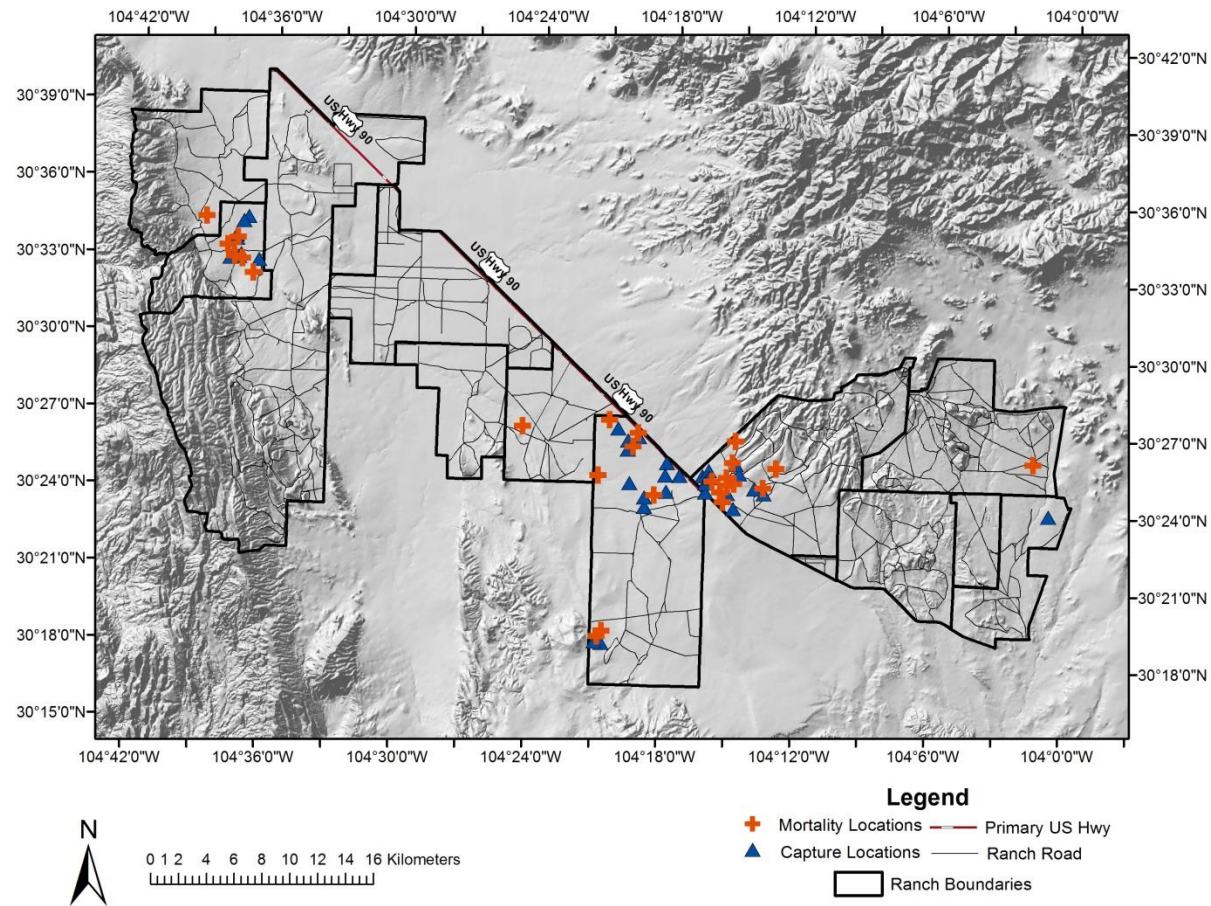 104°42'0"W 104°36'0"W 104°30'0"W 104°24'0"W 104°18'0"W 104°12'0"W 104°6'0"W 104°0'0"W
30°42'0"N
30°39'0"N
30°39'0"N
30°36'0"N
30°36'0"N
30°33'0"N
30°33'0"N
30°30'0"N
30°30'0"N
30°27'0"N
30°27'0"N
30°24'0"N
30°24'0"N
30°21'0"N
30°21'0"N
30°18'0"N
30°18'0"N
30°15'0"N
US Hwy 90
US Hwy 90
US Hwy 90
104°42'0"W 104°36'0"W 104°30'0"W 104°24'0"W 104°18'0"W 104°12'0"W 104°6'0"W 104°0'0"W
N
0 1 2 4 6 8 10 12 14 16 Kilometers
Legend
Mortality Locations Primary US Hwy
Capture Locations Ranch Road
Ranch Boundaries